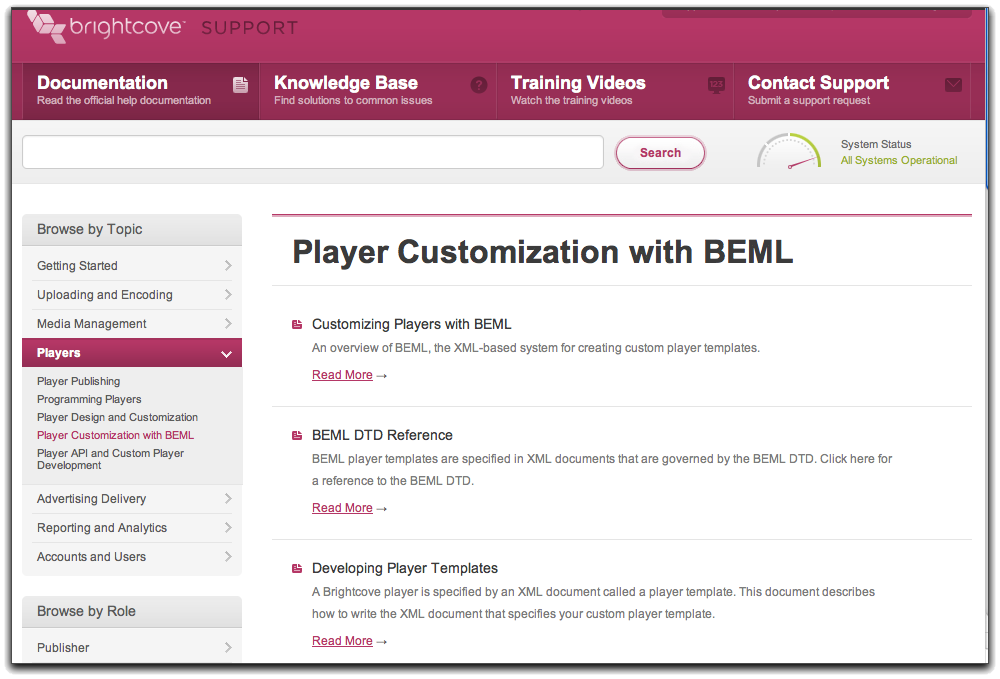 brightcove SUPPORT
Documentation
Read the official help documentation
Knowledge Base
Find solutions to common issues
?
Training Videos
Watch the training videos
123
Contact Support
Submit a support request
Search
System Status
All Systems Operational
Browse by Topic
Getting Started
Uploading and Encoding
Media Management
Players
Player Publishing
Programming Players
Player Design and Customization
Player Customization with BEML
Player API and Custom Player
Development
Advertising Delivery
Reporting and Analytics
Accounts and Users
Browse by Role
Publisher
Player Customization with BEML
Customizing Players with BEML
An overview of BEML, the XML-based system for creating custom player templates.
Read More →
BEML DTD Reference
BEML player templates are specified in XML documents that are governed by the BEML DTD. Click here for
a reference to the BEML DTD.
Read More →
Developing Player Templates
A Brightcove player is specified by an XML document called a player template. This document describes
how to write the XML document that specifies your custom player template.
Read More →